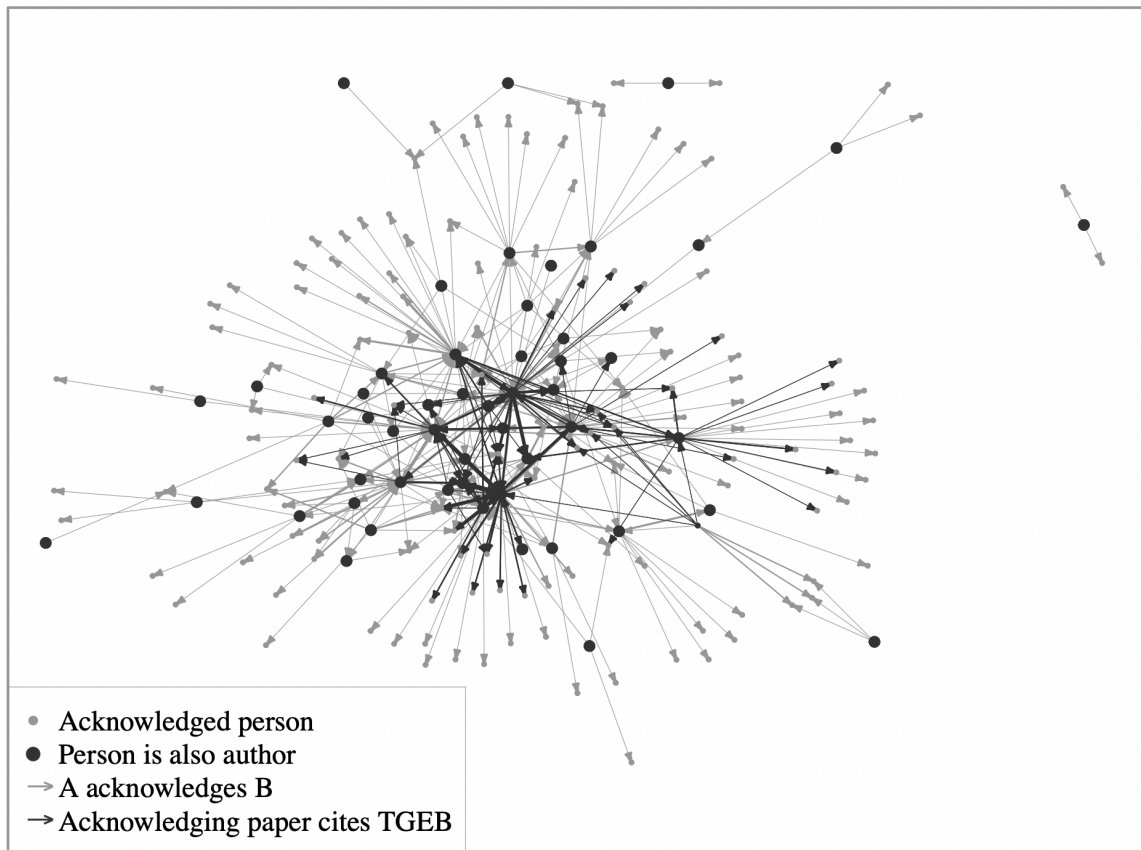 Acknowledged person
Person is also author
A acknowledges B
Acknowledging paper cites TGEB